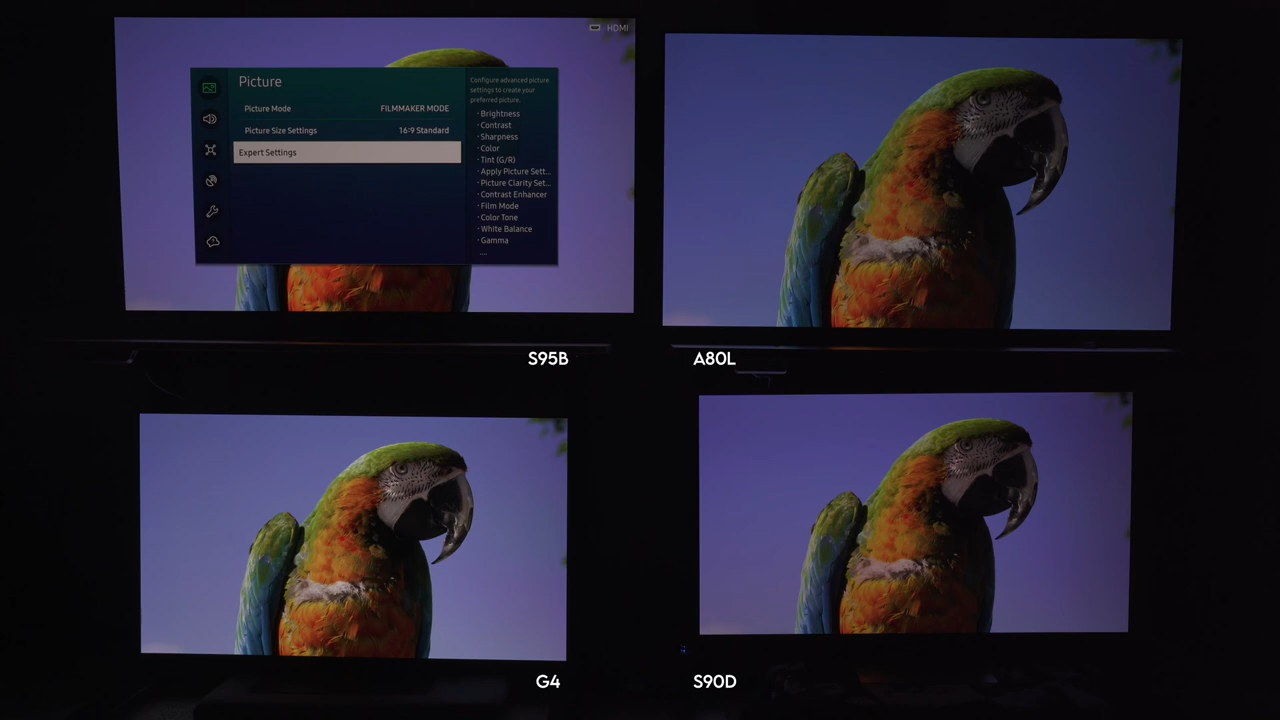 HDMI
Picture
Picture Mode FILMMAKER MODE
Picture Size Settings 16:9 Standard
Expert Settings
Configure advanced picture
settings to create your
preferred picture.
· Brightness
· Contrast
· Sharpness
· Color
· Tint (G/R)
· Apply Picture Sett...
· Picture Clarity Set...
· Contrast Enhancer
· Film Mode
· Color Tone
· White Balance
· Gamma
....
S95B
A80L
G4
S90D